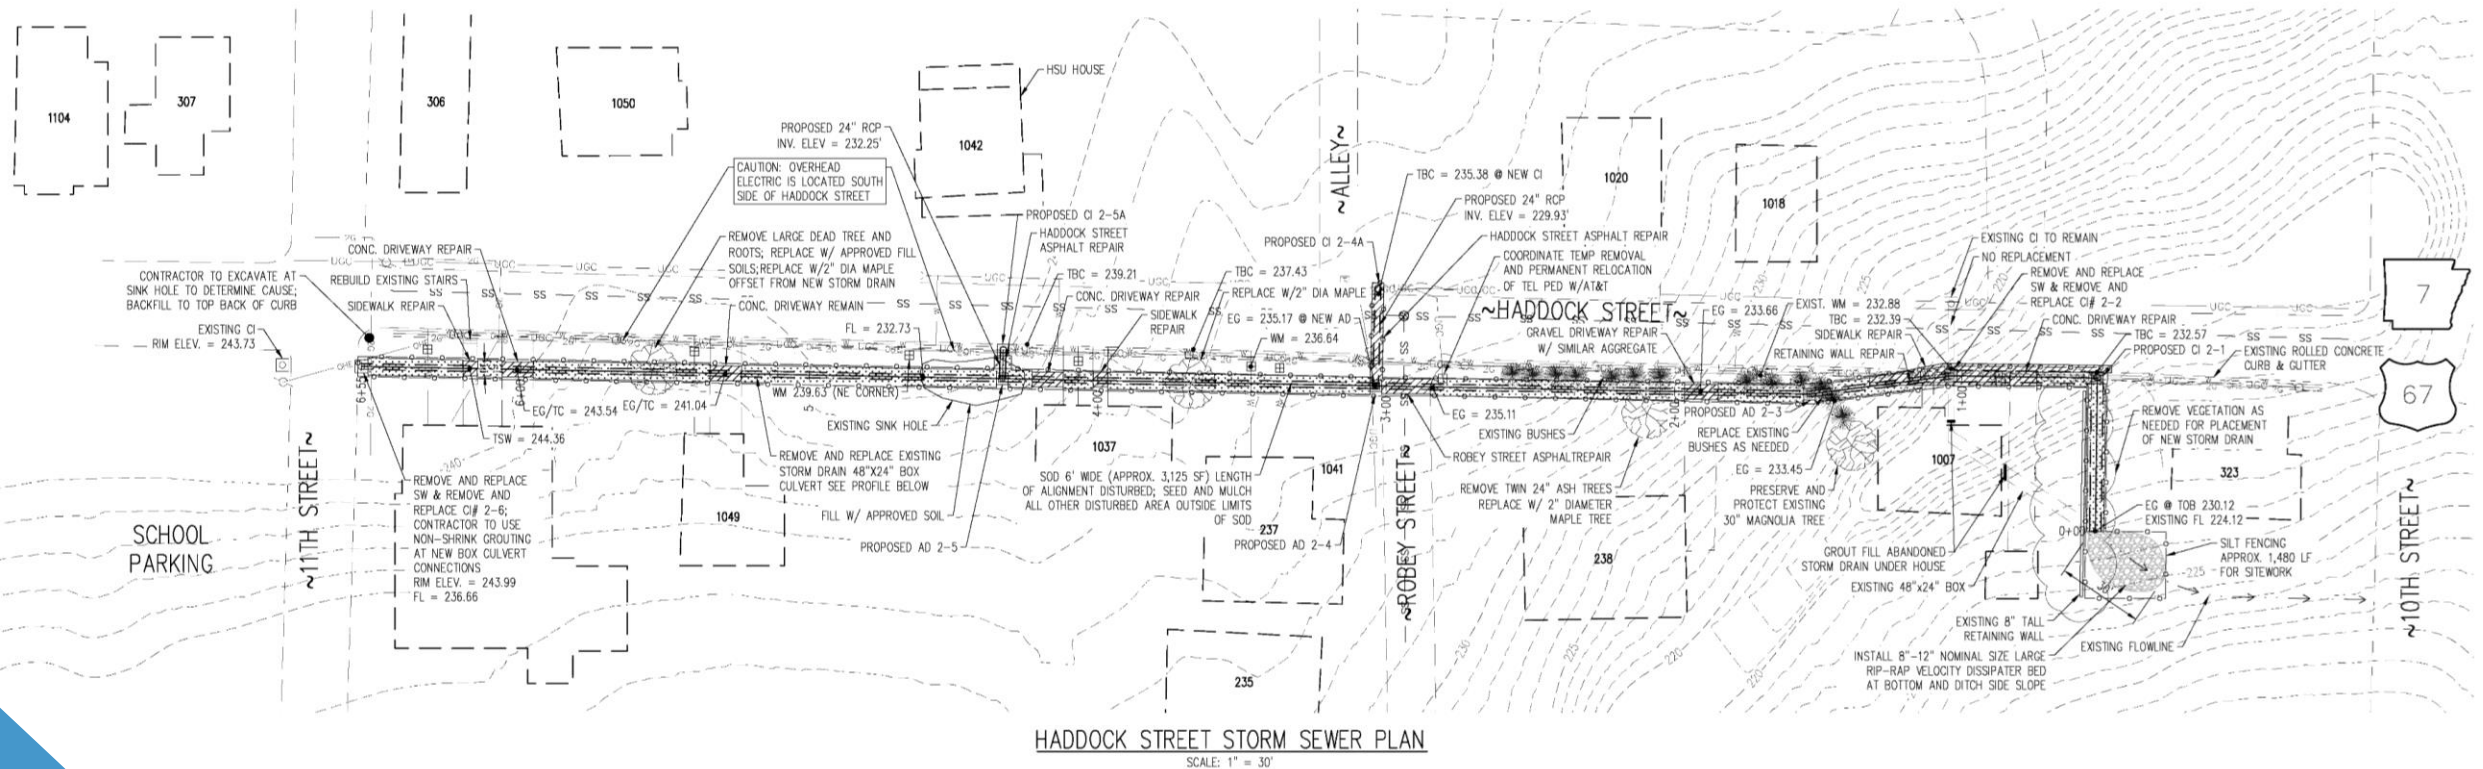 1104
307
306
1050
1042
HSU HOUSE
PROPOSED 24" RCP
INV. ELEV = 232.25'
CAUTION: OVERHEAD
ELECTRIC IS LOCATED SOUTH
SIDE OF HADDOCK STREET
REMOVE LARGE DEAD TREE AND
ROOTS; REPLACE W/ APPROVED FILL
SOILS;REPLACE W/2" DIA MAPLE
OFFSET FROM NEW STORM DRAIN
CONC. DRIVEWAY REPAIR
CONTRACTOR TO EXCAVATE AT
SINK HOLE TO DETERMINE CAUSE;
BACKFILL TO TOP BACK OF CURB
REBUILD EXISTING STAIRS
SIDEWALK REPAIR
EXISTING CI
RIM ELEV. = 243.73
CONC. DRIVEWAY REMAIN
FL = 232.73
PROPOSED CI 2-5A
HADDOCK STREET
ASPHALT REPAIR
TBC = 239.21
CONC. DRIVEWAY REPAIR
SIDEWALK
REPAIR
TBC = 237.43
REPLACE W/2" DIA MAPLE
EG = 235.17 @ NEW AD
WM = 236.64
PROPOSED CI 2-4A
~ALLEY~
TBC = 235.38 @ NEW CI
PROPOSED 24" RCP
INV. ELEV = 229.93'
HADDOCK STREET ASPHALT REPAIR
COORDINATE TEMP REMOVAL
AND PERMANENT RELOCATION
OF TEL PED W/AT&T
~HADDOCK STREET~
1020
1018
EG = 233.66
GRAVEL DRIVEWAY REPAIR
W/ SIMILAR AGGREGATE
EXIST. WM = 232.88
TBC = 232.39
SIDEWALK REPAIR
RETAINING WALL REPAIR
EXISTING CI TO REMAIN
NO REPLACEMENT
REMOVE AND REPLACE
SW & REMOVE AND
REPLACE CI# 2-2
CONC. DRIVEWAY REPAIR
TBC = 232.57
PROPOSED CI 2-1
EXISTING ROLLED CONCRETE
CURB & GUTTER
7
67
6+55
6+00
5
4+00
3+00
2+00
1+00
0+00
EG/TC = 243.54
EG/TC = 241.04
TSW = 244.36
WM 239.63 (NE CORNER)
EXISTING SINK HOLE
REMOVE AND REPLACE EXISTING
STORM DRAIN 48"X24" BOX
CULVERT SEE PROFILE BELOW
FILL W/ APPROVED SOIL
PROPOSED AD 2-5
1037
1041
SOD 6' WIDE (APPROX. 3,125 SF) LENGTH
OF ALIGNMENT DISTURBED; SEED AND MULCH
ALL OTHER DISTURBED AREA OUTSIDE LIMITS
OF SOD
237
PROPOSED AD 2-4
235
1049
~11TH STREET~
SCHOOL
PARKING
REMOVE AND REPLACE
SW & REMOVE AND
REPLACE CI# 2-6;
CONTRACTOR TO USE
NON-SHRINK GROUTING
AT NEW BOX CULVERT
CONNECTIONS
RIM ELEV. = 243.99
FL = 236.66
~ROBEY STREET~
EG = 235.11
EXISTING BUSHES
ROBEY STREET ASPHALTREPAIR
REMOVE TWIN 24" ASH TREES
REPLACE W/ 2" DIAMETER
MAPLE TREE
238
PROPOSED AD 2-3
REPLACE EXISTING
BUSHES AS NEEDED
EG = 233.45
PRESERVE AND
PROTECT EXISTING
30" MAGNOLIA TREE
1007
GROUT FILL ABANDONED
STORM DRAIN UNDER HOUSE
EXISTING 48"x24" BOX
REMOVE VEGETATION AS
NEEDED FOR PLACEMENT
OF NEW STORM DRAIN
323
EG @ TOB 230.12
EXISTING FL 224.12
SILT FENCING
APPROX. 1,480 LF
FOR SITEWORK
EXISTING 8" TALL
RETAINING WALL
EXISTING FLOWLINE
INSTALL 8"-12" NOMINAL SIZE LARGE
RIP-RAP VELOCITY DISSIPATER BED
AT BOTTOM AND DITCH SIDE SLOPE
~10TH STREET~
HADDOCK STREET STORM SEWER PLAN
SCALE: 1" = 30'